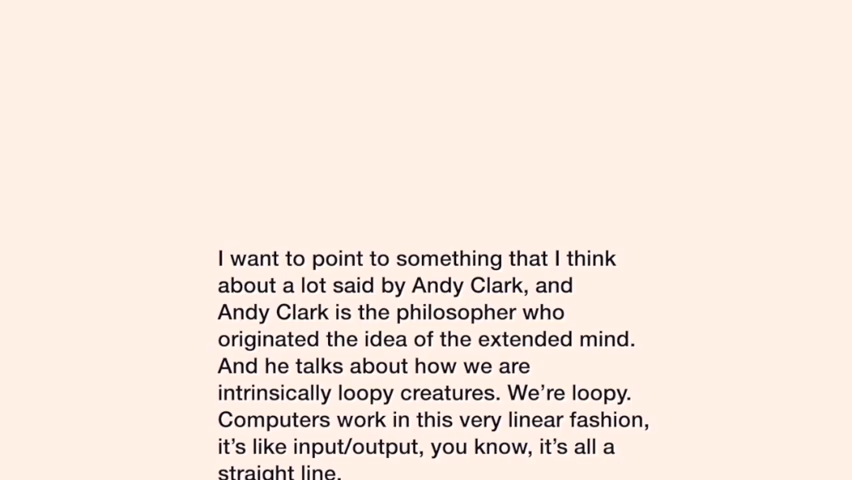 I want to point to something that I think
about a lot said by Andy Clark, and
Andy Clark is the philosopher who
originated the idea of the extended mind.
And he talks about how we are
intrinsically loopy creatures. We’re loopy.
Computers work in this very linear fashion,
it’s like input/output, you know, it’s all a
straight line.